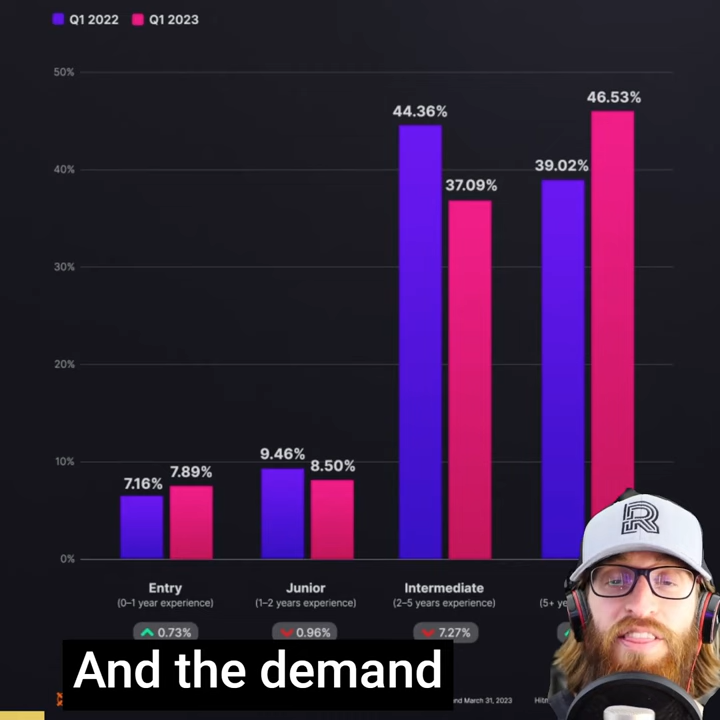 Q1 2022 Q1 2023
50%
46.53%
44.36%
39.02%
40%
37.09%
30%
20%
9.46%
8.50%
10%
7.16%
7.89%
0%
Entry Junior Intermediate
(0–1 year experience) (1–2 years experience) (2–5 years experience) (5+
0.73% 0.96% 7.27%
And the demand
March 31, 2023
R